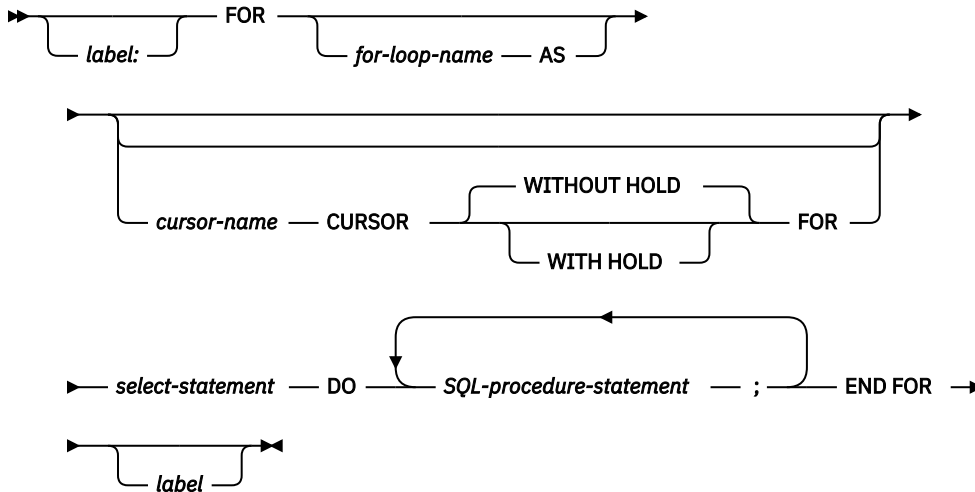 FOR
label:
for-loop-name AS
WITHOUT HOLD
cursor-name CURSOR FOR
WITH HOLD
select-statement DO SQL-procedure-statement ; END FOR
label